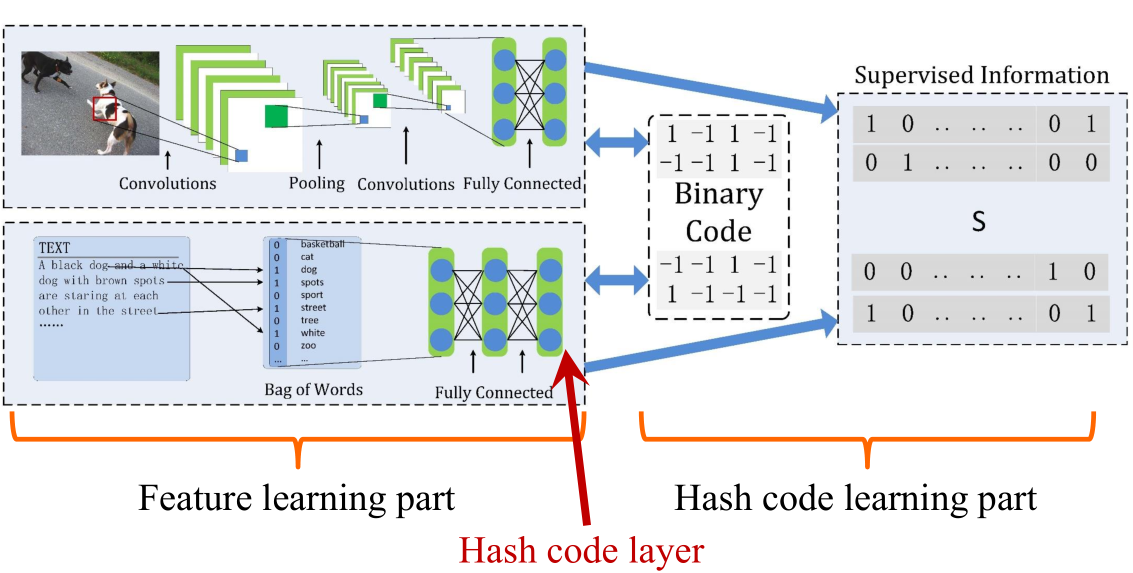 Convolutions
Pooling
Convolutions
Fully Connected
TEXT
A black dog and a white
dog with brown spots
are staring at each
other in the street
......
0 basketball
0 cat
1 dog
1 spots
0 sport
1 street
0 tree
1 white
0 zoo
... ...
Bag of Words
Fully Connected
1 -1 1 -1
-1 -1 1 -1
Binary
Code
-1 -1 1 -1
1 -1 -1 -1
Supervised Information
1 0 .. .. .. 0 1
0 1 .. .. .. 0 0
S
0 0 .. .. .. 1 0
1 0 .. .. .. 0 1
Feature learning part
Hash code learning part
Hash code layer